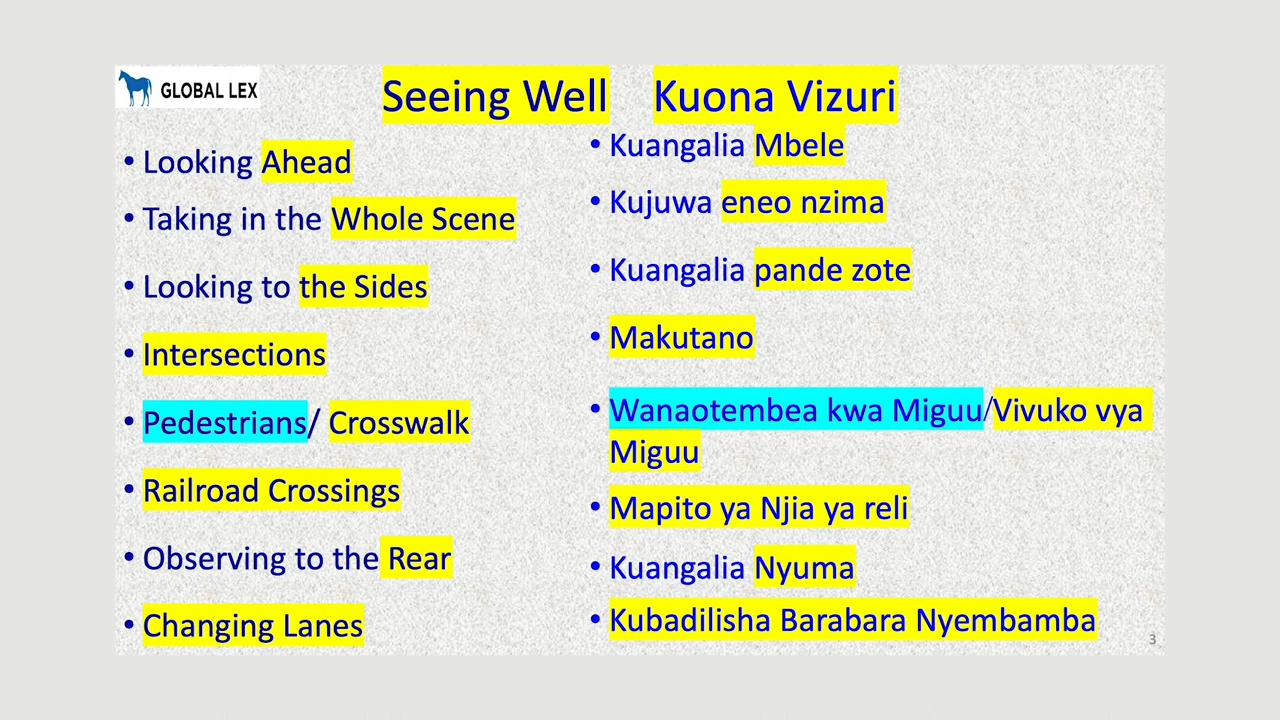 GLOBAL LEX
Seeing Well Kuona Vizuri
• Looking Ahead
• Taking in the Whole Scene
• Looking to the Sides
• Intersections
• Pedestrians/ Crosswalk
• Railroad Crossings
• Observing to the Rear
• Changing Lanes
• Kuangalia Mbele
• Kujuwa eneo nzima
• Kuangalia pande zote
• Makutano
• Wanaotembea kwa Miguu/Vivuko vya
Miguu
• Mapito ya Njia ya reli
• Kuangalia Nyuma
• Kubadilisha Barabara Nyembamba
3